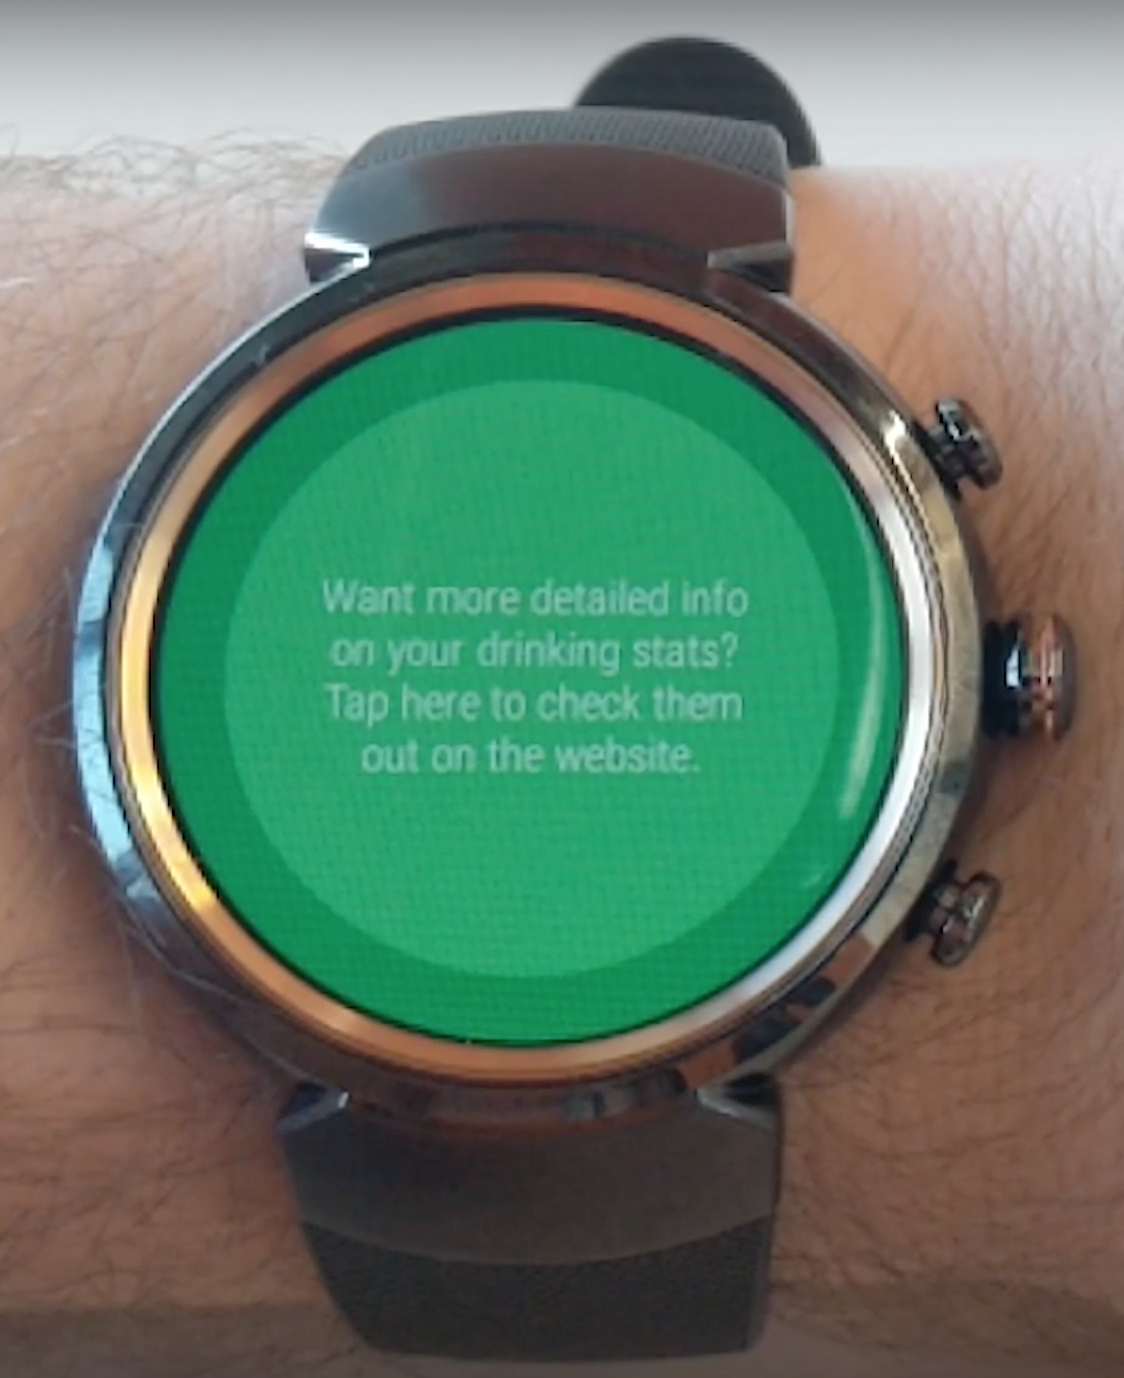 Want more detailed info
on your drinking stats?
Tap here to check them
out on the website.